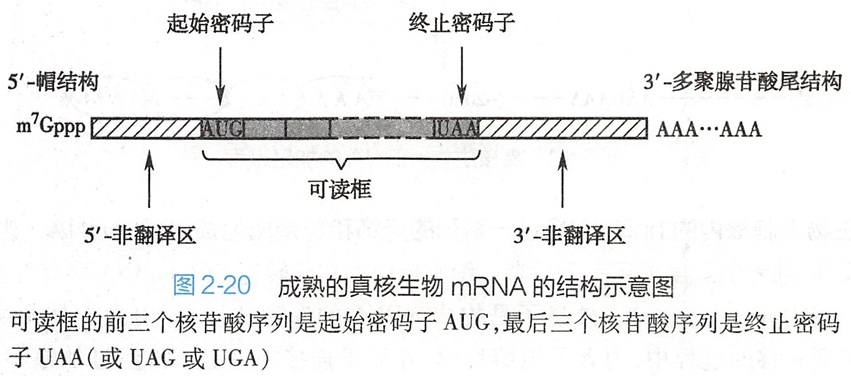 起始密码子 终止密码子
5′-帽结构 3′-多聚腺苷酸尾结构
m⁷Gppp AUG UAA AAA…AAA
可读框
5′-非翻译区 3′-非翻译区
图2-20 成熟的真核生物 mRNA 的结构示意图
可读框的前三个核苷酸序列是起始密码子 AUG,最后三个核苷酸序列是终止密码
子 UAA(或 UAG 或 UGA)